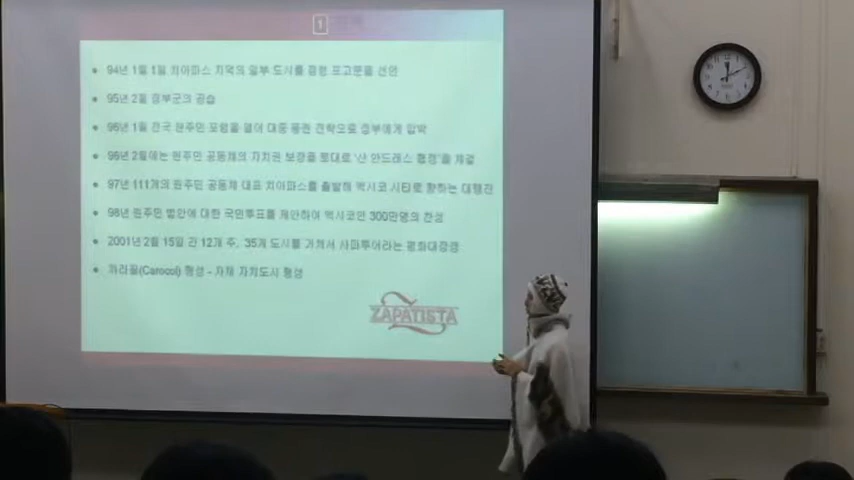 1
94년 1월 1일 치아파스 지역의 일부 도시를 점령 포고문을 선언
95년 2월 정부군의 공습
96년 1월 전국 원주민 포럼을 열어 대중 동원 전략으로 정부에게 압박
96년 2월에는 원주민 공동체의 자치권 보장을 토대로 '산 안드레스 협정'을 체결
97년 111개의 원주민 공동체 대표 치아파스를 출발해 멕시코 시티로 향하는 대행진
98년 원주민 법안에 대한 국민투표를 제안하여 멕시코인 300만명의 찬성
2001년 2월 15일 간 12개 주, 35개 도시를 거쳐서 사파투어라는 평화대장정
까라꼴(Caracol) 형성 - 자체 자치도시 형성
ZAPATISTA